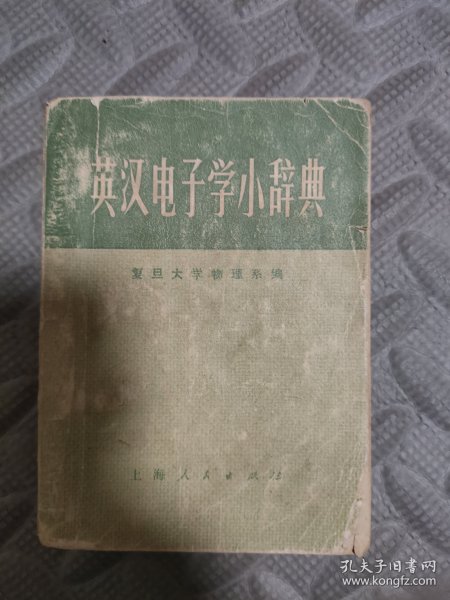 英汉电子学小辞典
复旦大学物理系编
上海人民出版社
孔夫子旧书网
www.kongfz.com